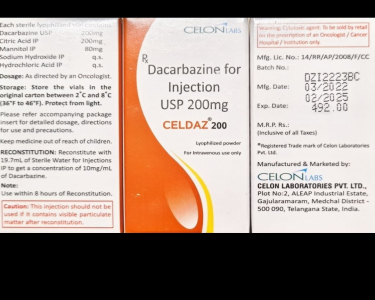 Each sterile lyophilized vial contains:
Dacarbazine USP 200mg
Citric Acid IP 200mg
Mannitol IP 80mg
Sodium Hydroxide IP q.s.
Hydrochloric Acid IP q.s.
Dosage: As directed by an Oncologist.
Storage: Store the vials in the
original carton between 2°C and 8°C
(36°F to 46°F). Protect from light.
Please refer accompanying package
insert for detailed dosage, directions
for use and precautions.
Keep medicine out of reach of children.
RECONSTITUTION: Reconstitute with
19.7mL of Sterile Water for Injections
IP to get a concentration of 10mg/mL
of Dacarbazine.
Note:
Use within 8 hours of Reconstitution.
Caution: This injection should not be
used if it contains visible particulate
matter after reconstitution.
CELON LABS
Rx
Dacarbazine for
Injection
USP 200mg
CELDAZ® 200
Lyophilized powder
For Intravenous use only
Warning: Cytotoxic agent- To be sold by retail
on the prescription of an Oncologist / Cancer
Hospital / Institution only
Mfg. Lic. No.: 14/RR/AP/2008/F/CC
Batch No.: DZI2223BC
Mfg. Date: 03/2022
Exp. Date: 02/2025
492.00
M.R.P. Rs.:
(Inclusive of all Taxes)
*Registered Trade mark of Celon Laboratories
Pvt. Ltd.
Manufactured & Marketed by:
CELON LABS
CELON LABORATORIES PVT. LTD.,
Plot No:2, ALEAP Industrial Estate,
Gajularamaram, Medchal District -
500 090, Telangana State, India.